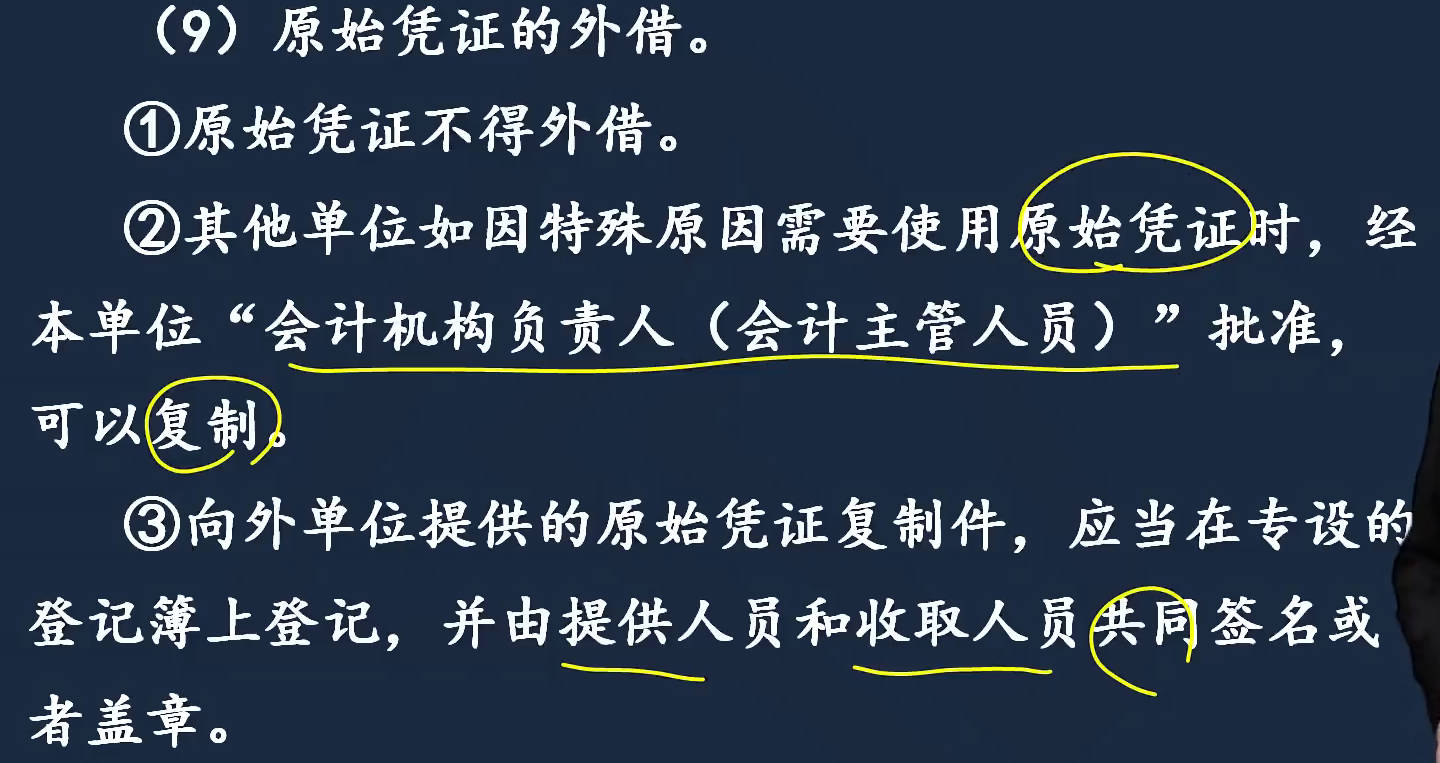 （9）原始凭证的外借。
①原始凭证不得外借。
②其他单位如因特殊原因需要使用原始凭证时，经
本单位“会计机构负责人（会计主管人员）”批准，
可以复制。
③向外单位提供的原始凭证复制件，应当在专设的
登记簿上登记，并由提供人员和收取人员共同签名或
者盖章。